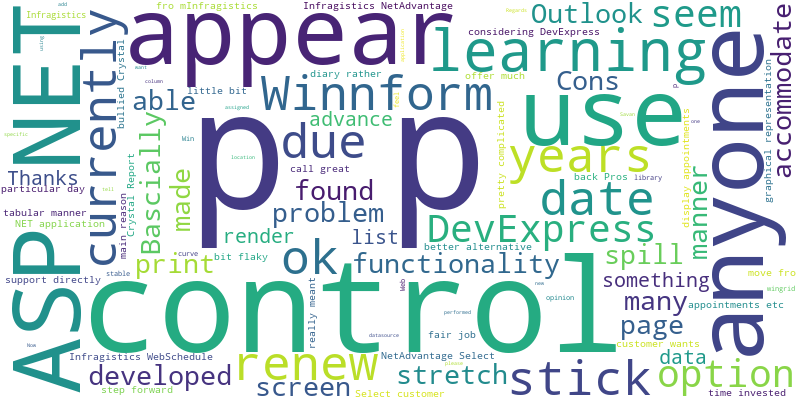 fro mInfragistics
Infragistics NetAdvantage
Regards
add
Outlook
seem
considering DevExpress
ASP NET
currently
bullied Crystal
appear
diary rather
learning
offer much
little bit
Winnform
Cons
able
advance
due
call great
p p
use
anyone
accommodate
graphical representation
years
pretty complicated
display appointments
Thanks
particular day
tabular manner
main reason
NET application
Crystal Report
Bascially
made
found
problem
render
list
back Pros
date
library
DevExpress
manner
better alternative
bit flaky
ok
functionality
print
spill
something
move fro
support directly
stable
curve
control
really meant
Web
new
opinion
many
wingrid
appointments etc
Now
performed
fair job
page
customer wants
Infragistics WebSchedule
datasource
NetAdvantage Select
data
developed
renew
stretch
stick
option
step forward
screen
Select customer
time invested
using
specific
tell
column
want
assigned
location
Win
feel
one